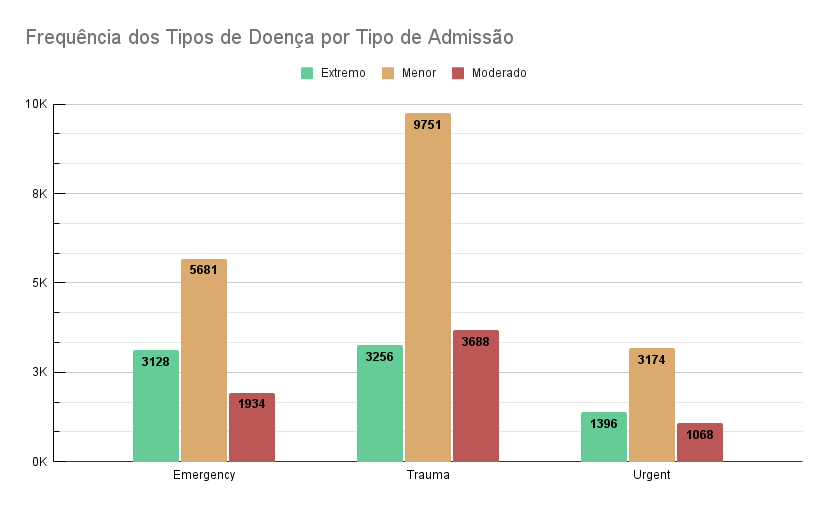 Frequência dos Tipos de Doença por Tipo de Admissão
Extremo Menor Moderado
10K
8K
5K
3K
0K
3128
5681
1934
3256
9751
3688
1396
3174
1068
Emergency Trauma Urgent